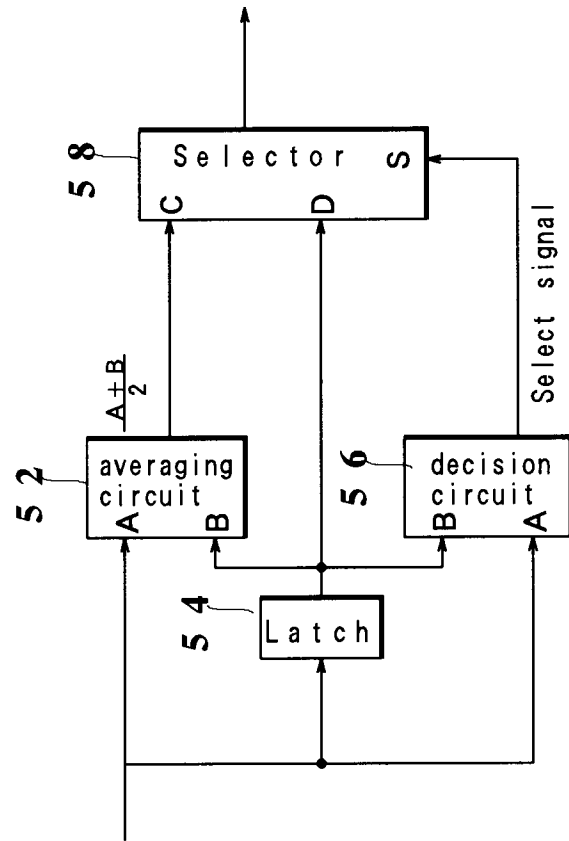 5 8
Selector
C
D
S
A+B
2
5 2
averaging
circuit
A
B
5 4
Latch
5 6
decision
circuit
B
A
Select signal